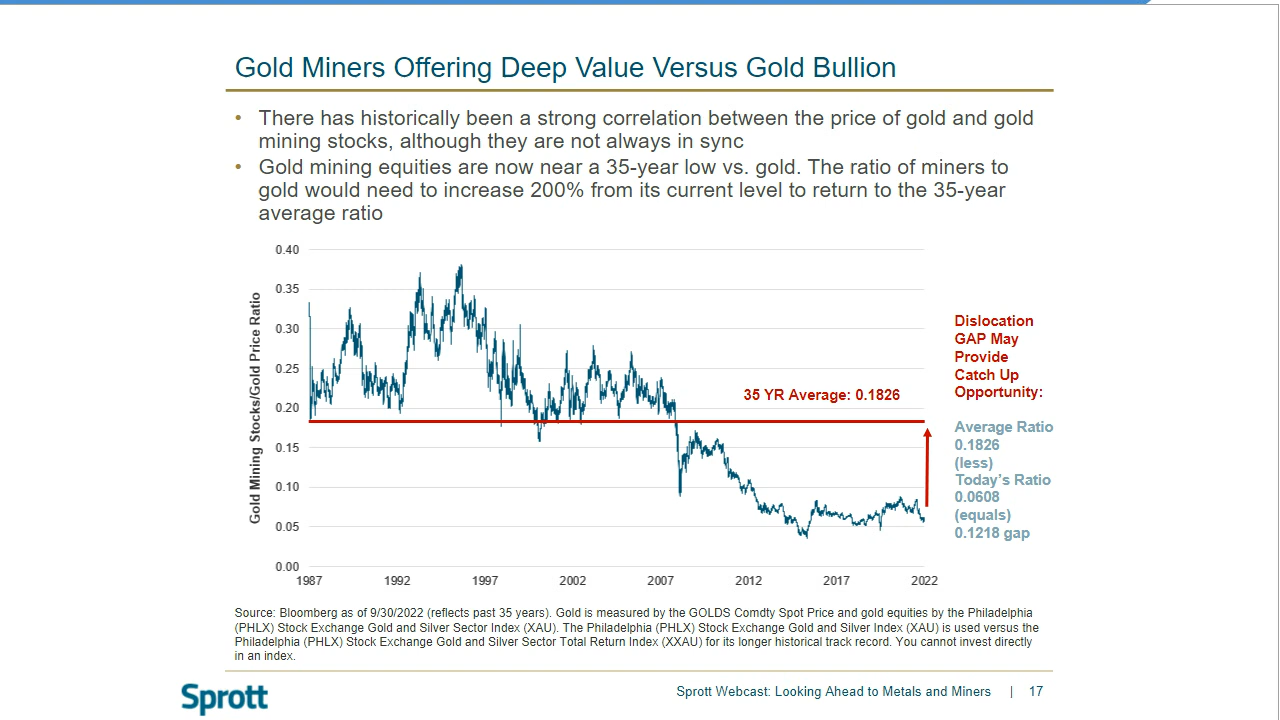 Gold Miners Offering Deep Value Versus Gold Bullion
• There has historically been a strong correlation between the price of gold and gold
mining stocks, although they are not always in sync
• Gold mining equities are now near a 35-year low vs. gold. The ratio of miners to
gold would need to increase 200% from its current level to return to the 35-year
average ratio
Gold Mining Stocks/Gold Price Ratio
0.40
0.35
0.30
0.25
0.20
0.15
0.10
0.05
0.00
1987 1992 1997 2002 2007 2012 2017 2022
35 YR Average: 0.1826
Dislocation
GAP May
Provide
Catch Up
Opportunity:
Average Ratio
0.1826
(less)
Today's Ratio
0.0608
(equals)
0.1218 gap
Source: Bloomberg as of 9/30/2022 (reflects past 35 years). Gold is measured by the GOLDS Comdty Spot Price and gold equities by the Philadelphia
(PHLX) Stock Exchange Gold and Silver Sector Index (XAU). The Philadelphia (PHLX) Stock Exchange Gold and Silver Index (XAU) is used versus the
Philadelphia (PHLX) Stock Exchange Gold and Silver Sector Total Return Index (XXAU) for its longer historical track record. You cannot invest directly
in an index.
Sprott
Sprott Webcast: Looking Ahead to Metals and Miners | 17